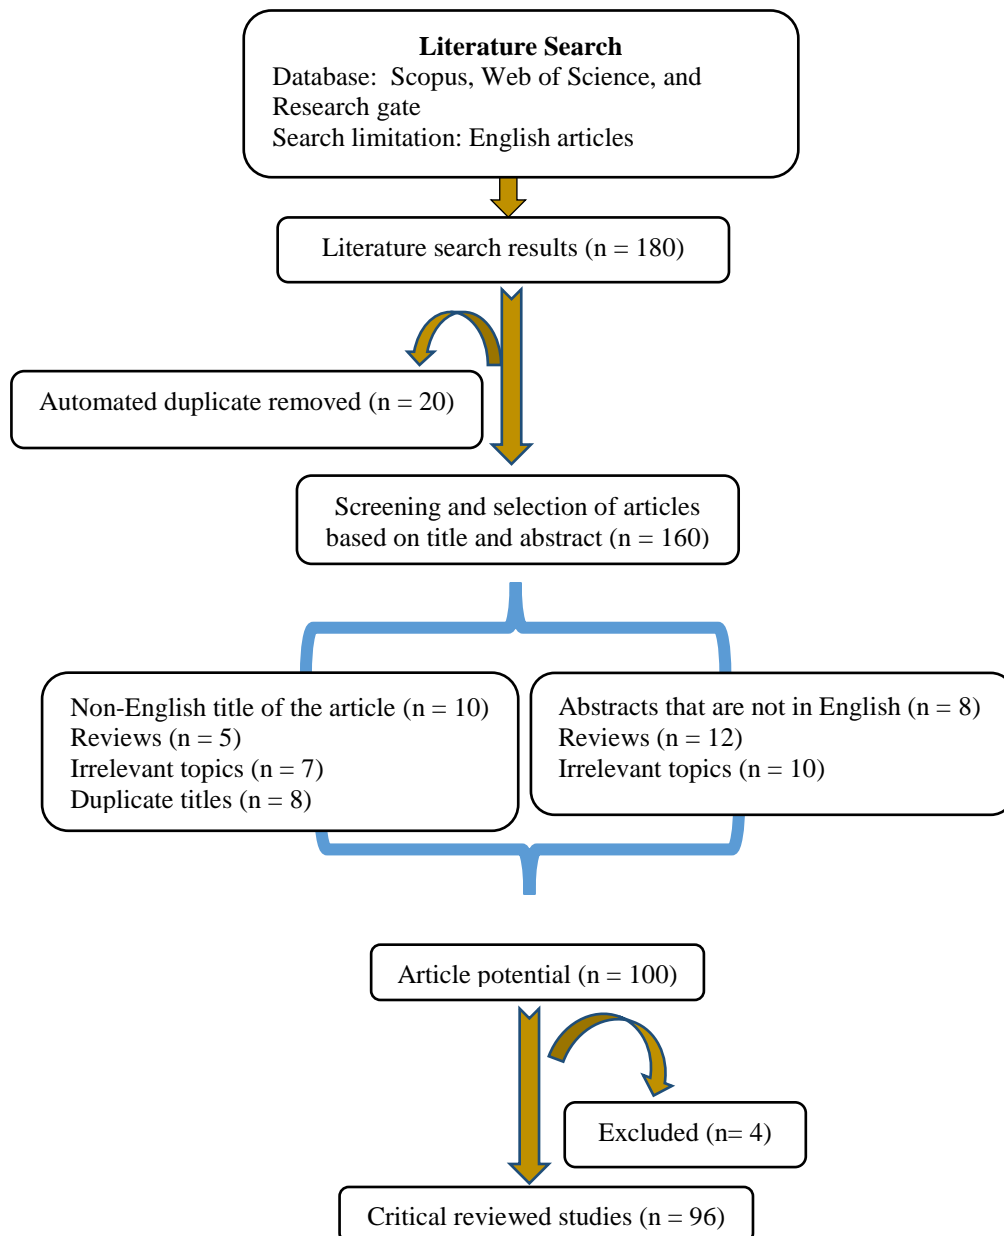 Literature Search
Database:  Scopus, Web of Science, and
Research gate
Search limitation: English articles
Literature search results (n = 180)
Automated duplicate removed (n = 20)
Screening and selection of articles
based on title and abstract (n = 160)
Non-English title of the article (n = 10)
Reviews (n = 5)
Irrelevant topics (n = 7)
Duplicate titles (n = 8)
Abstracts that are not in English (n = 8)
Reviews (n = 12)
Irrelevant topics (n = 10)
Article potential (n = 100)
Excluded (n= 4)
Critical reviewed studies (n = 96)